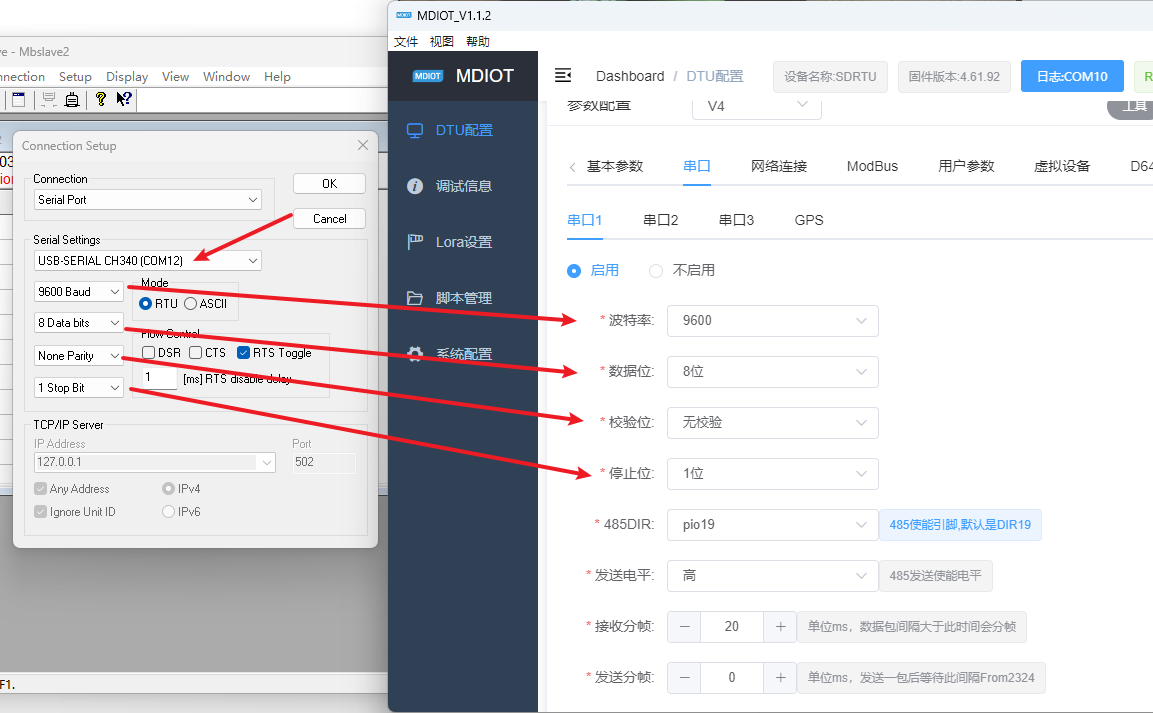 ve - Mbslave2
nnection Setup Display View Window Help
03
ion
Connection Setup
Connection
Serial Port
OK
Cancel
Serial Settings
USB-SERIAL CH340 (COM12)
9600 Baud
Mode
RTU ASCII
8 Data bits
Flow Control
None Parity
DSR CTS RTS Toggle
1 Stop Bit
1 [ms] RTS disable delay
TCP/IP Server
IP Address Port
127.0.0.1 502
Any Address IPv4
Ignore Unit ID IPv6
F1.
MDIOT MDIOT_V1.1.2
文件 视图 帮助
MDIOT MDIOT
DTU配置
调试信息
Lora设置
脚本管理
系统配置
Dashboard / DTU配置 设备名称:SDRTU 固件版本:4.61.92 日志:COM10 R
参数配置 V4 工具
基本参数 串口 网络连接 ModBus 用户参数 虚拟设备 D64
串口1 串口2 串口3 GPS
启用 不启用
* 波特率: 9600
* 数据位: 8位
* 校验位: 无校验
* 停止位: 1位
* 485DIR: pio19 485使能引脚,默认是DIR19
* 发送电平: 高 485发送使能电平
* 接收分帧: — 20 + 单位ms，数据包间隔大于此时间会分帧
* 发送分帧: — 0 + 单位ms，发送一包后等待此间隔From2324